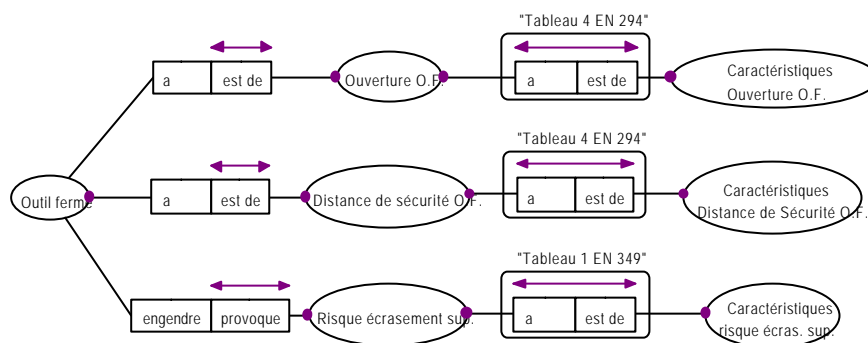 "Tableau 4 EN 294"
a est de Ouverture O.F. a est de Caractéristiques
Ouverture O.F.
"Tableau 4 EN 294"
Outil fermé a est de Distance de sécurité O.F. a est de Caractéristiques
Distance de Sécurité O.F.
"Tableau 1 EN 349"
engendre provoque Risque écrasement sup. a est de Caractéristiques
risque écras. sup.